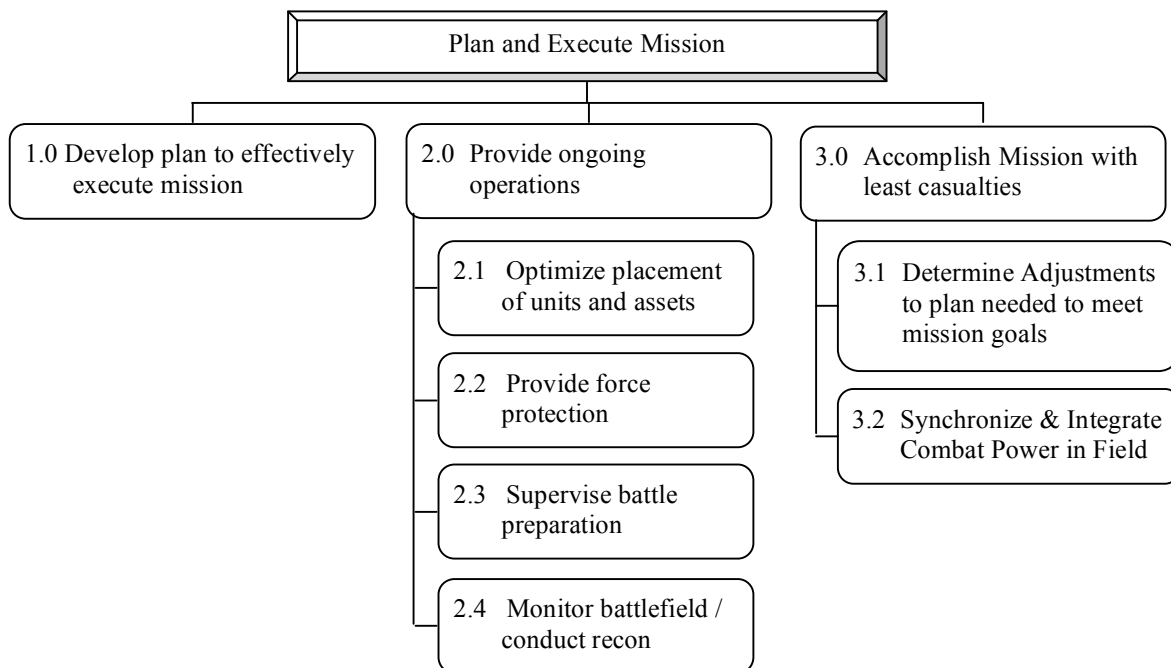 Plan and Execute Mission
1.0 Develop plan to effectively
execute mission
2.0 Provide ongoing
operations
2.1 Optimize placement
of units and assets
2.2 Provide force
protection
2.3 Supervise battle
preparation
2.4 Monitor battlefield /
conduct recon
3.0 Accomplish Mission with
least casualties
3.1 Determine Adjustments
to plan needed to meet
mission goals
3.2 Synchronize & Integrate
Combat Power in Field